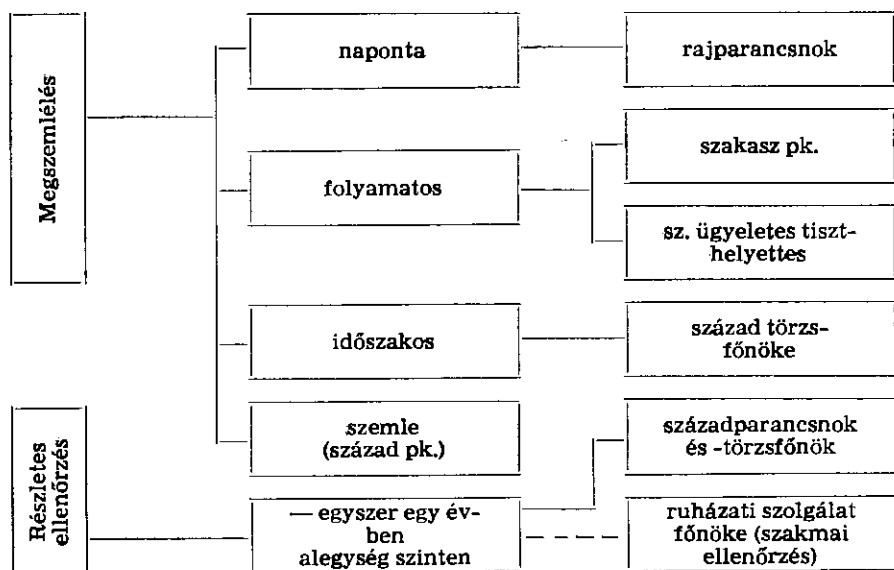 Megszemlélés
naponta
rajparancsnok
folyamatos
szakasz pk.
sz. ügyeletes tiszt-
helyettes
időszakos
század törzs-
főnöke
szemle
(század pk.)
Részletes
ellenőrzés
— egyszer egy év-
ben
alegység szinten
századparancsnok
és -törzsfőnök
ruházati szolgálat
főnöke (szakmai
ellenőrzés)